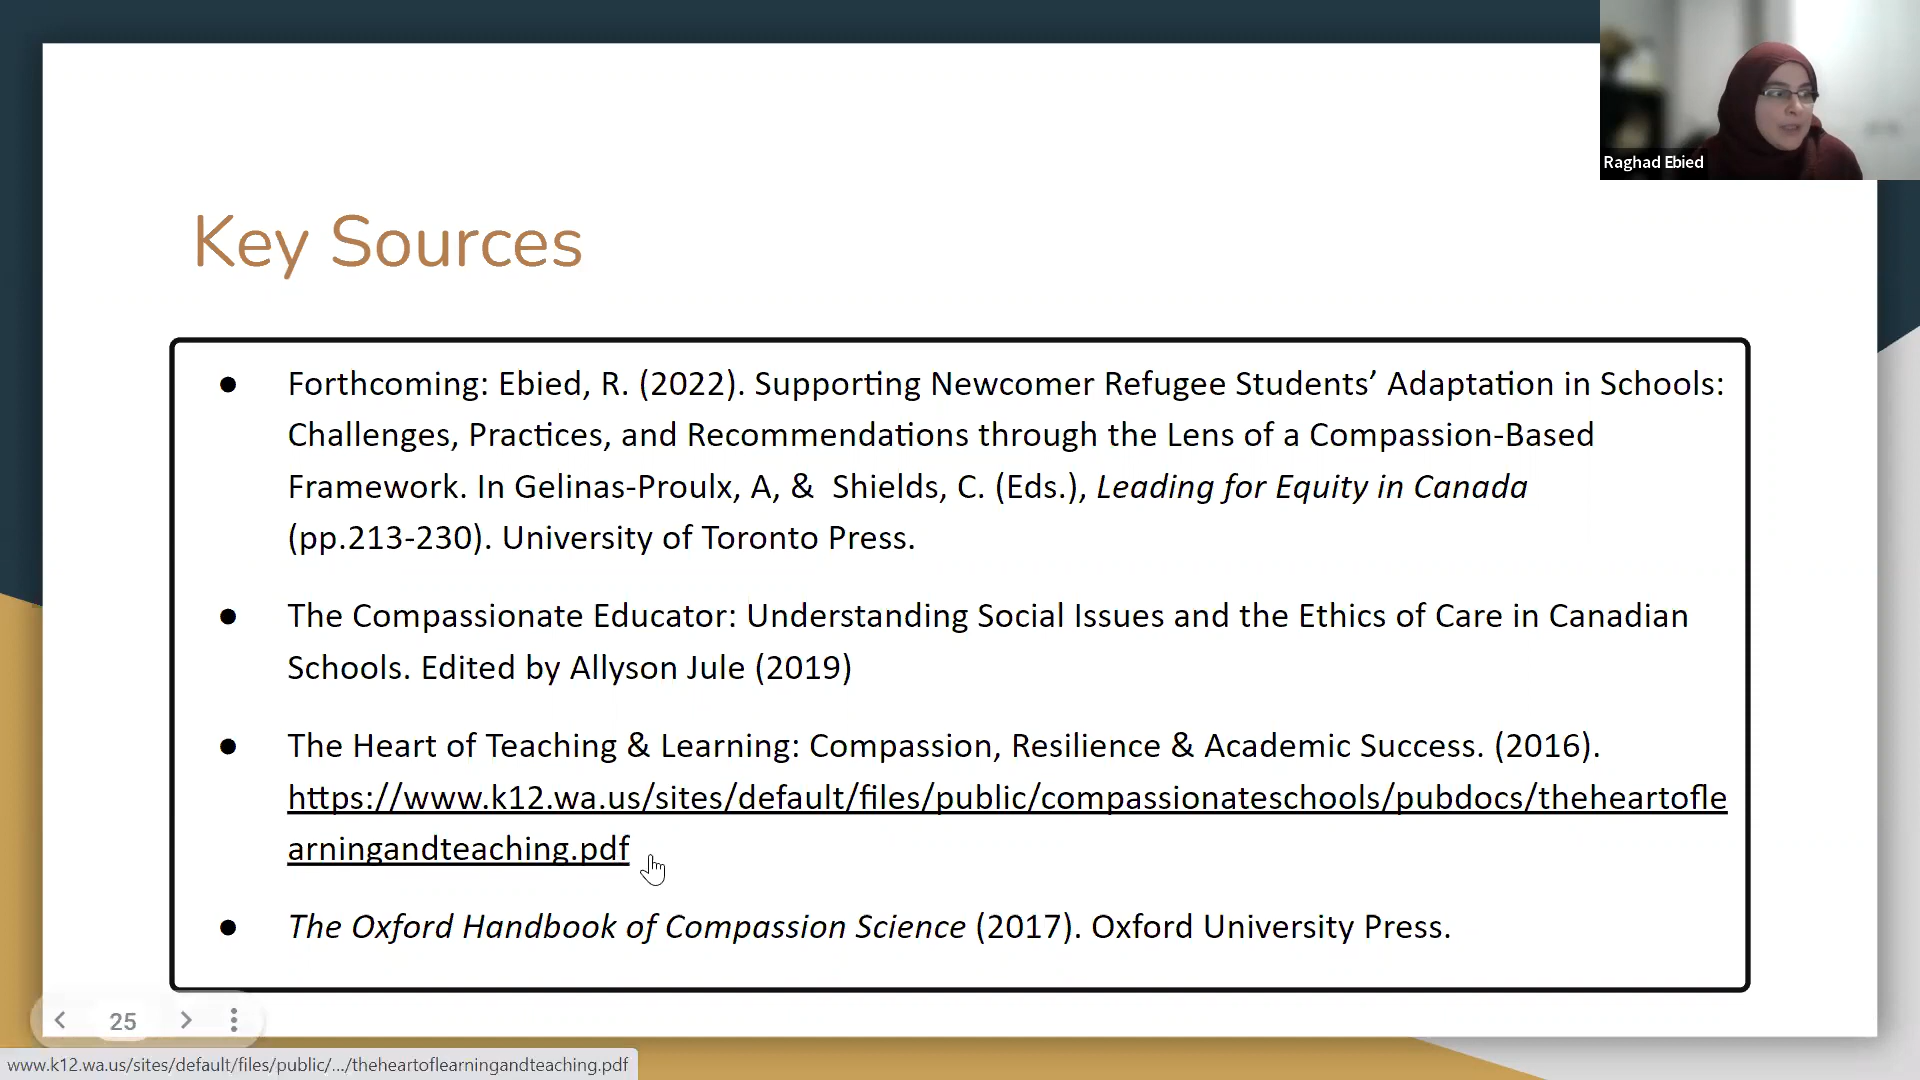 Raghad Ebied
Key Sources
● Forthcoming: Ebied, R. (2022). Supporting Newcomer Refugee Students’ Adaptation in Schools:
Challenges, Practices, and Recommendations through the Lens of a Compassion-Based
Framework. In Gelinas-Proulx, A, &  Shields, C. (Eds.), Leading for Equity in Canada
(pp.213-230). University of Toronto Press.
● The Compassionate Educator: Understanding Social Issues and the Ethics of Care in Canadian
Schools. Edited by Allyson Jule (2019)
● The Heart of Teaching & Learning: Compassion, Resilience & Academic Success. (2016).
https://www.k12.wa.us/sites/default/files/public/compassionateschools/pubdocs/theheartofle
arningandteaching.pdf
● The Oxford Handbook of Compassion Science (2017). Oxford University Press.
25
www.k12.wa.us/sites/default/files/public/.../theheartoflearningandteaching.pdf